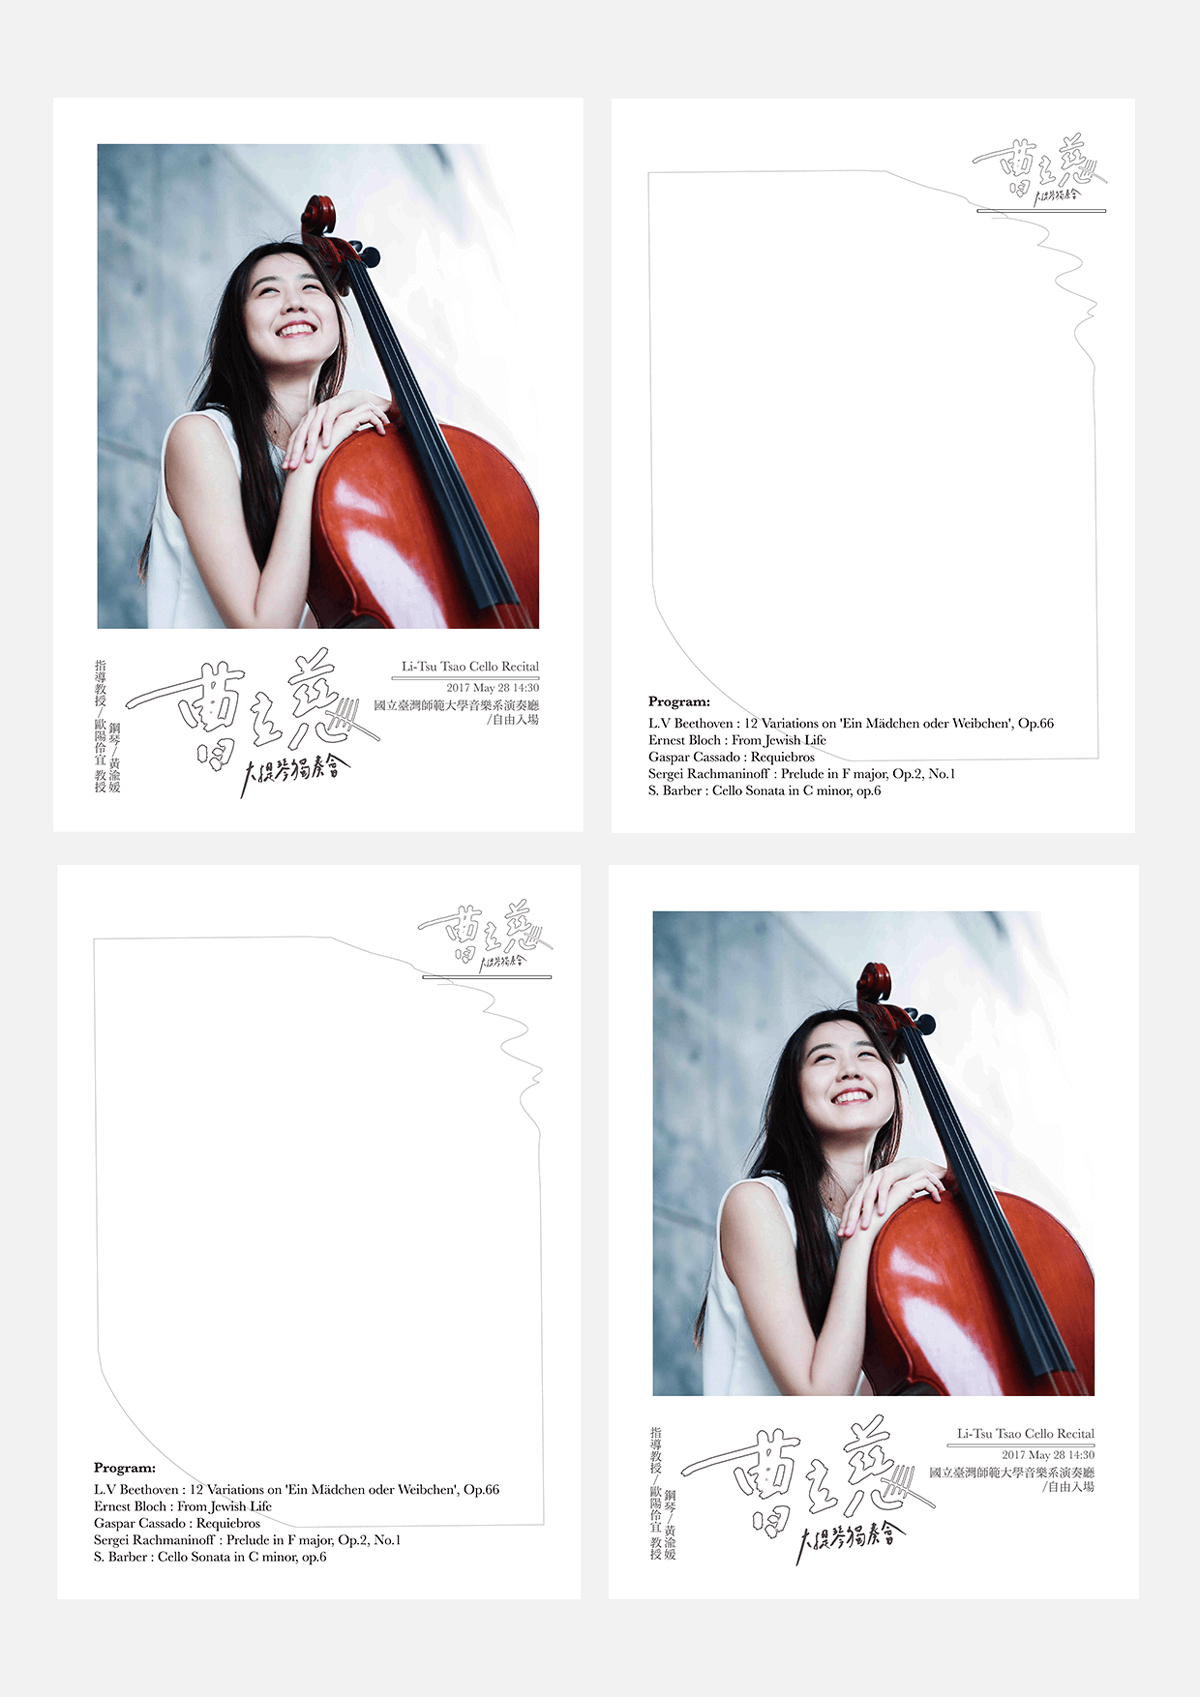 指導教授/歐陽伶宜 教授
鋼琴/黃渝媛
曹立慈
大提琴獨奏會
Li-Tsu Tsao Cello Recital
2017 May 28 14:30
國立臺灣師範大學音樂系演奏廳
/自由入場
曹立慈
大提琴獨奏會
Program:
L.V Beethoven : 12 Variations on 'Ein Mädchen oder Weibchen', Op.66
Ernest Bloch : From Jewish Life
Gaspar Cassado : Requiebros
Sergei Rachmaninoff : Prelude in F major, Op.2, No.1
S. Barber : Cello Sonata in C minor, op.6
曹立慈
大提琴獨奏會
Program:
L.V Beethoven : 12 Variations on 'Ein Mädchen oder Weibchen', Op.66
Ernest Bloch : From Jewish Life
Gaspar Cassado : Requiebros
Sergei Rachmaninoff : Prelude in F major, Op.2, No.1
S. Barber : Cello Sonata in C minor, op.6
指導教授/歐陽伶宜 教授
鋼琴/黃渝媛
曹立慈
大提琴獨奏會
Li-Tsu Tsao Cello Recital
2017 May 28 14:30
國立臺灣師範大學音樂系演奏廳
/自由入場